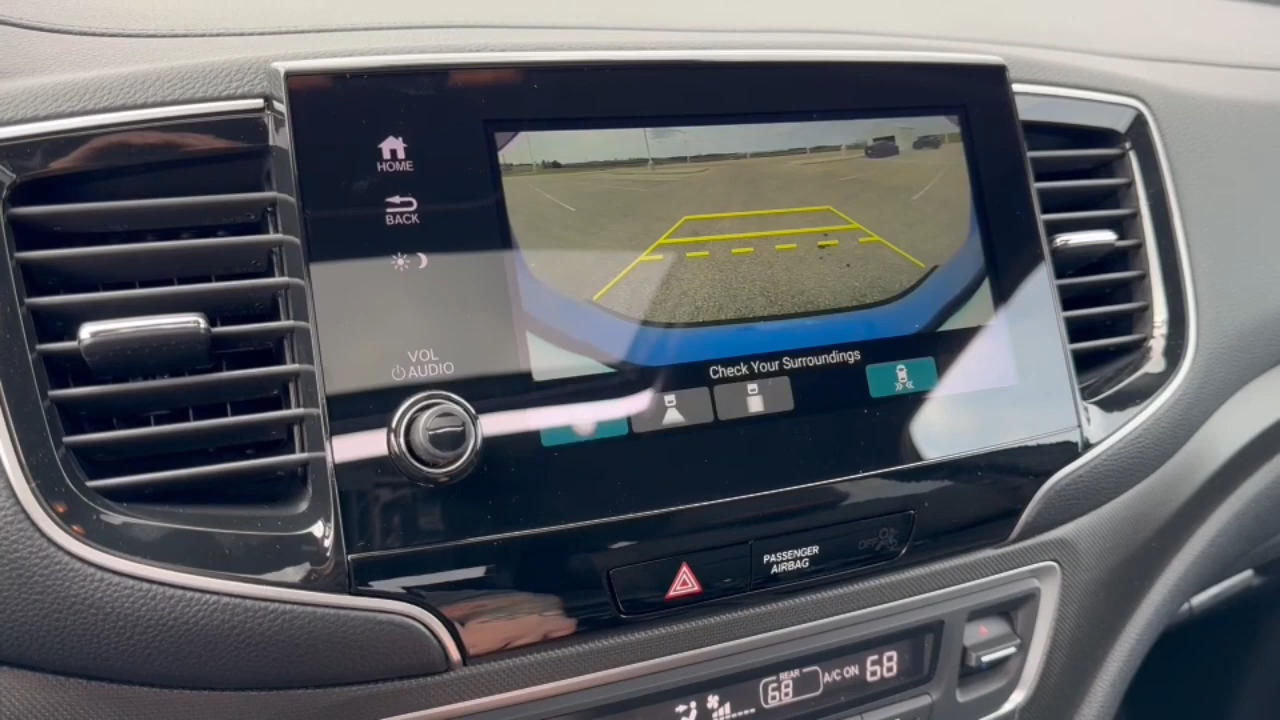 HOME
BACK
VOL
AUDIO
Check Your Surroundings
PASSENGER
AIRBAG
OFF
REAR
68
A/C ON 68